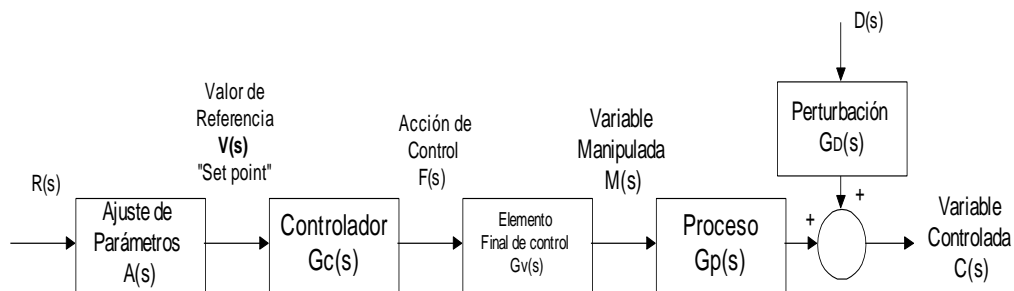 D(s)
Perturbación
GD(s)
Valor de
Referencia
V(s)
"Set point"
Acción de
Control
F(s)
Variable
Manipulada
M(s)
R(s)
Ajuste de
Parámetros
A(s)
Controlador
Gc(s)
Elemento
Final de control
Gv(s)
Proceso
Gp(s)
+
+
Variable
Controlada
C(s)